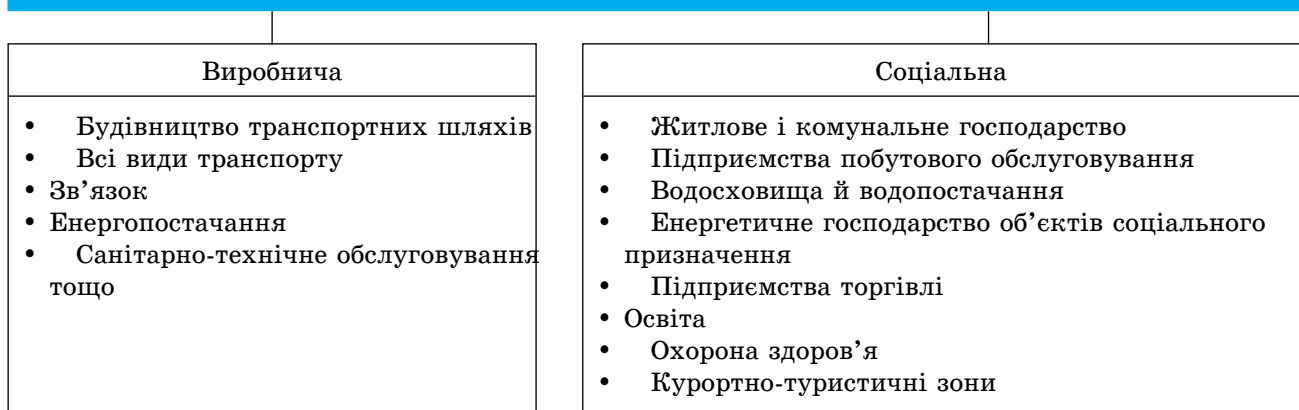 Виробнича
• Будівництво транспортних шляхів
• Всі види транспорту
• Зв’язок
• Енергопостачання
• Санітарно-технічне обслуговування
тощо
Соціальна
• Житлове і комунальне господарство
• Підприємства побутового обслуговування
• Водосховища й водопостачання
• Енергетичне господарство об’єктів соціального
призначення
• Підприємства торгівлі
• Освіта
• Охорона здоров’я
• Курортно-туристичні зони